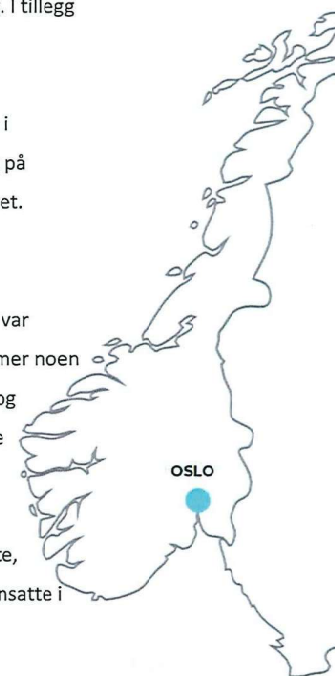 . I tillegg
i
på
et.
var
mer noen
og
e
OSLO
te,
nsatte i